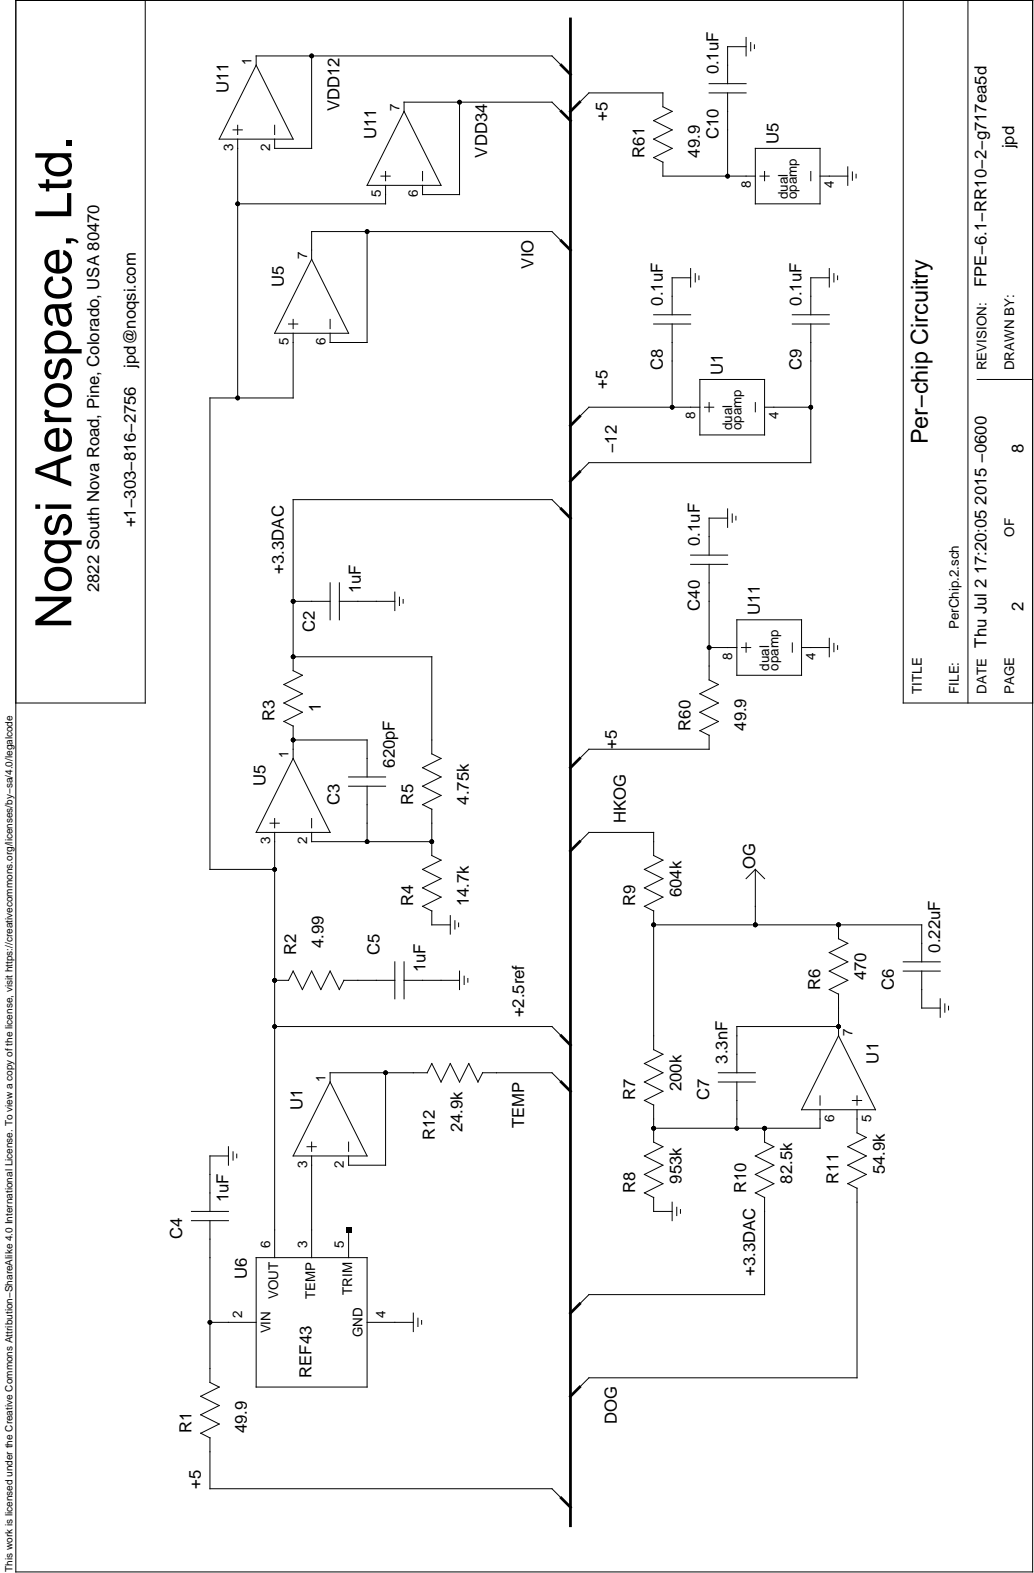 This work is licensed under the Creative Commons Attribution−ShareAlike 4.0 International License. To view a copy of the license, visit https://creativecommons.org/licenses/by−sa/4.0/legalcode
Noqsi Aerospace, Ltd.
2822 South Nova Road, Pine, Colorado, USA 80470
+1−303−816−2756 jpd@noqsi.com
+5
R1
49.9
C4
1uF
U6
2
VIN
VOUT
6
TEMP
3
TRIM
5
REF43
GND
4
U1
3
+
2
−
1
R12
24.9k
TEMP
+2.5ref
R2
4.99
C5
1uF
U5
3
+
2
−
1
C3
620pF
R3
1
R4
14.7k
R5
4.75k
C2
1uF
+3.3DAC
U5
5
+
6
−
7
VIO
U11
5
+
6
−
7
VDD34
U11
3
+
2
−
1
VDD12
DOG
+3.3DAC
R8
953k
R10
82.5k
R11
54.9k
R7
200k
C7
3.3nF
6
−
5
+
7
U1
R6
470
C6
0.22uF
R9
604k
OG
HKOG
+5
R60
49.9
C40
0.1uF
U11
8
+
dual
opamp
−
4
−12
+5
C8
0.1uF
U1
8
+
dual
opamp
−
4
C9
0.1uF
+5
R61
49.9
C10
0.1uF
U5
8
+
dual
opamp
−
4
TITLE
Per−chip Circuitry
FILE: PerChip.2.sch
REVISION: FPE−6.1−RR10−2−g717ea5d
DATE Thu Jul 2 17:20:05 2015 −0600
PAGE 2 OF 8
DRAWN BY: jpd